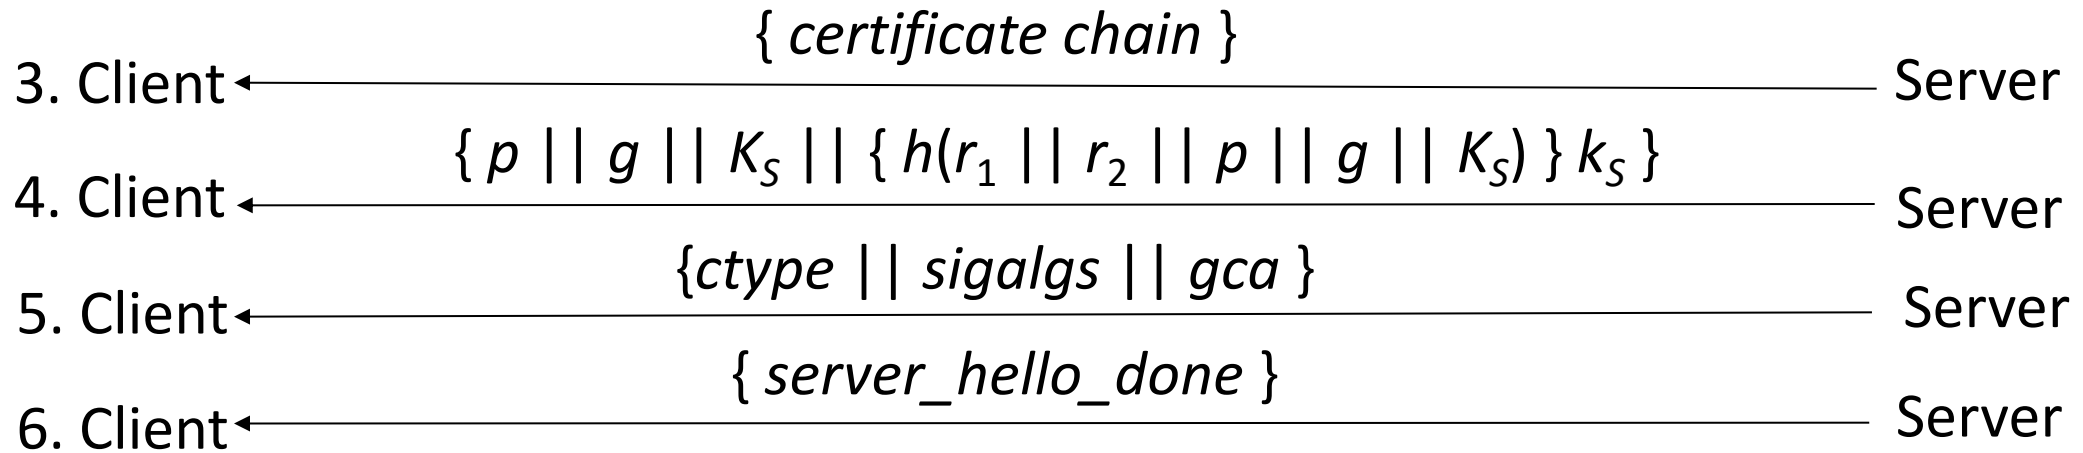 { certificate chain }
3. Client Server
{ p || g || K_S || { h(r_1 || r_2 || p || g || K_S) } k_S }
4. Client Server
{ctype || sigalgs || gca }
5. Client Server
{ server_hello_done }
6. Client Server